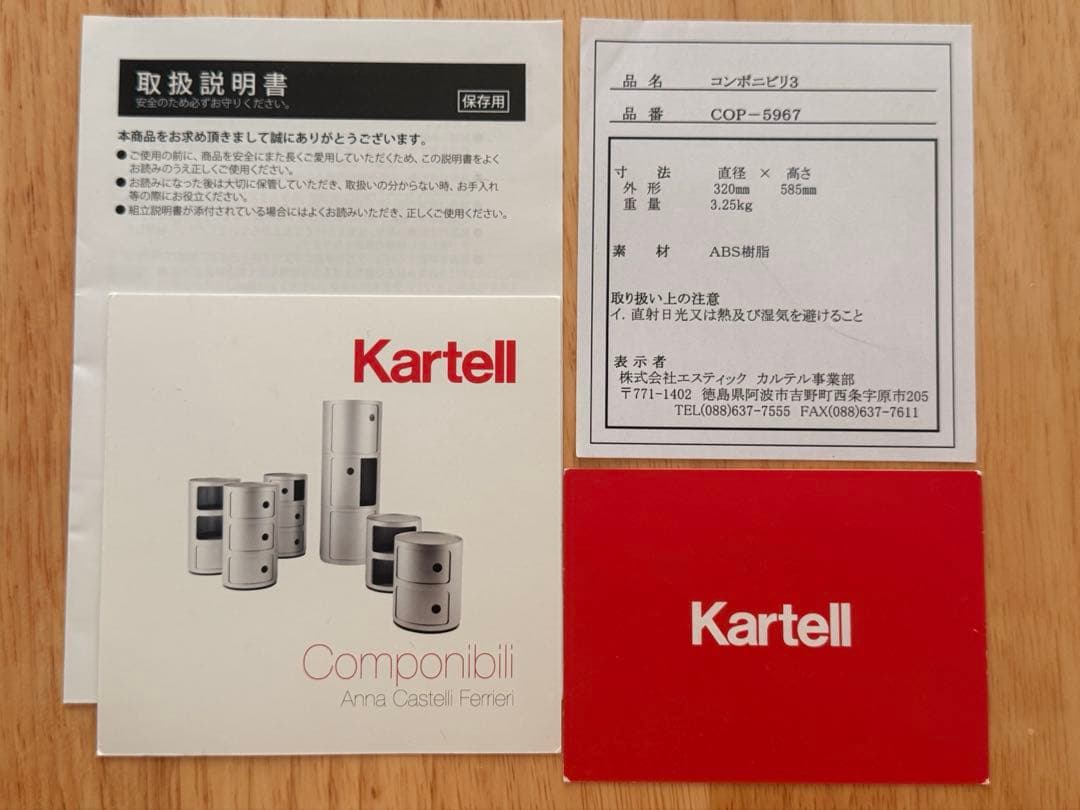 取扱説明書
安全のため必ずお守りください。
保存用
本商品をお求め頂きまして誠にありがとうございます。
●ご使用の前に、商品を安全にまた長くご愛用していただくため、この説明書をよく
お読みのうえ正しくご使用ください。
●お読みになった後は大切に保管していただき、取扱いの分からない時、お手入れ
等の際にお役立ください。
●組立説明書が添付されている場合にはよくお読みいただき、正しくご使用ください。
Kartell
Componibili
Anna Castelli Ferrieri
品名 コンポニビリ3
品番 COP-5967
寸法 直径 × 高さ
外形 320mm 585mm
重量 3.25kg
素材 ABS樹脂
取り扱い上の注意
イ. 直射日光又は熱及び湿気を避けること
表示者
株式会社エスティック カルテル事業部
〒771-1402 徳島県阿波市吉野町西条字原市205
TEL(088)637-7555 FAX(088)637-7611
Kartell